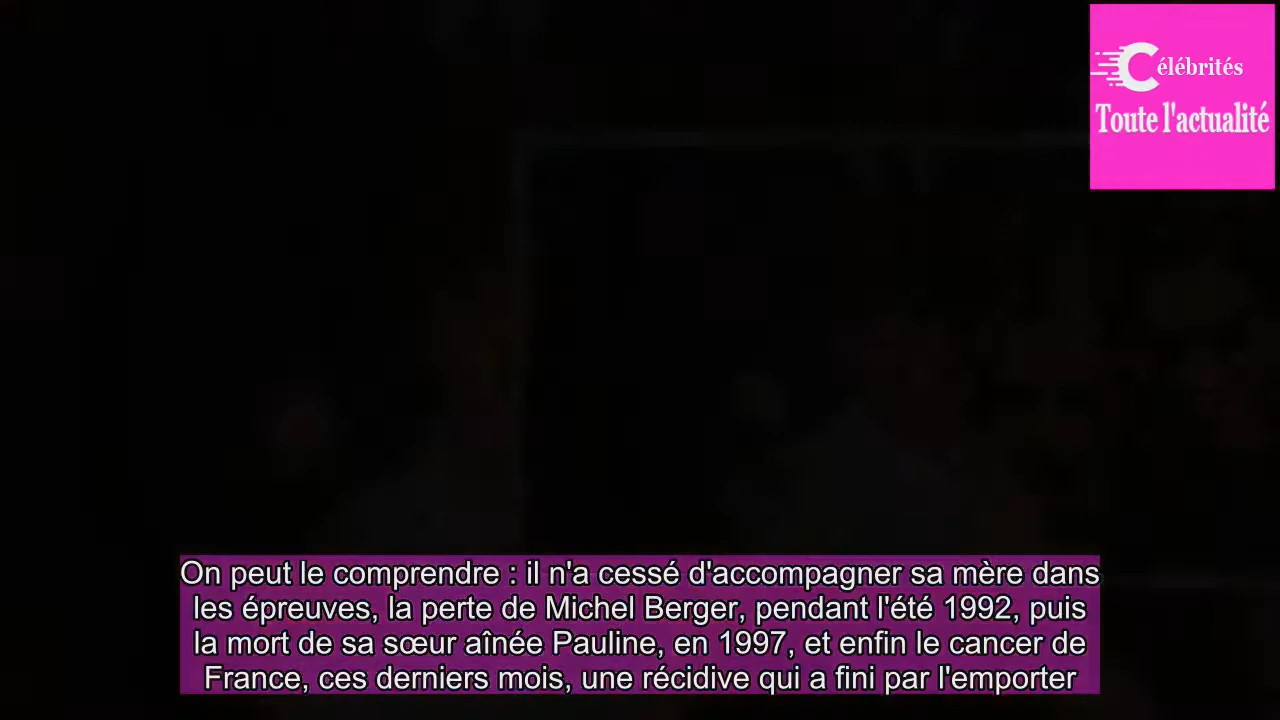 Célébrités
Toute l'actualité
On peut le comprendre : il n'a cessé d'accompagner sa mère dans
les épreuves, la perte de Michel Berger, pendant l'été 1992, puis
la mort de sa sœur aînée Pauline, en 1997, et enfin le cancer de
France, ces derniers mois, une récidive qui a fini par l'emporter